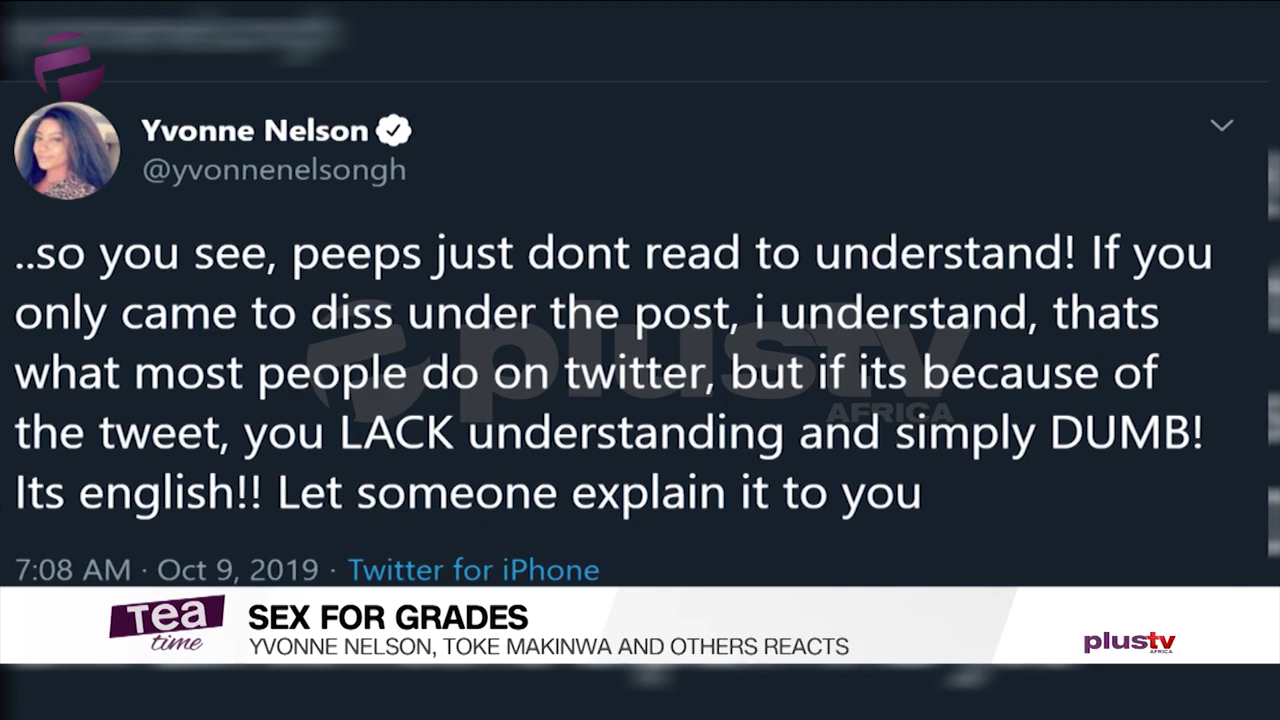 Yvonne Nelson
@yvonnenelsongh
..so you see, peeps just dont read to understand! If you
only came to diss under the post, i understand, thats
what most people do on twitter, but if its because of
the tweet, you LACK understanding and simply DUMB!
Its english!! Let someone explain it to you
plustv
AFRICA
7:08 AM · Oct 9, 2019 · Twitter for iPhone
Tea
time
SEX FOR GRADES
YVONNE NELSON, TOKE MAKINWA AND OTHERS REACTS
plustv
AFRICA